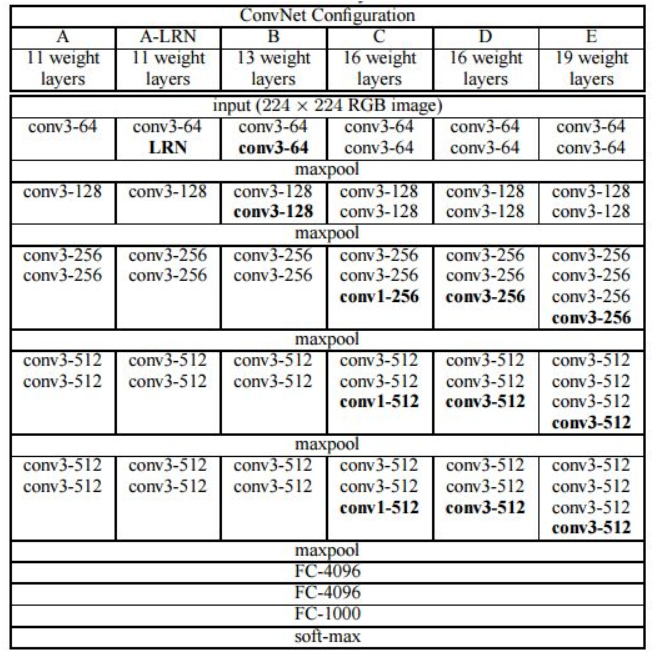 ConvNet Configuration
A A-LRN B C D E
11 weight 11 weight 13 weight 16 weight 16 weight 19 weight
layers layers layers layers layers layers
input (224 × 224 RGB image)
conv3-64 conv3-64 conv3-64 conv3-64 conv3-64 conv3-64
LRN conv3-64 conv3-64 conv3-64 conv3-64
maxpool
conv3-128 conv3-128 conv3-128 conv3-128 conv3-128 conv3-128
conv3-128 conv3-128 conv3-128 conv3-128
maxpool
conv3-256 conv3-256 conv3-256 conv3-256 conv3-256 conv3-256
conv3-256 conv3-256 conv3-256 conv3-256 conv3-256 conv3-256
conv1-256 conv3-256 conv3-256
conv3-256
maxpool
conv3-512 conv3-512 conv3-512 conv3-512 conv3-512 conv3-512
conv3-512 conv3-512 conv3-512 conv3-512 conv3-512 conv3-512
conv1-512 conv3-512 conv3-512
conv3-512
maxpool
conv3-512 conv3-512 conv3-512 conv3-512 conv3-512 conv3-512
conv3-512 conv3-512 conv3-512 conv3-512 conv3-512 conv3-512
conv1-512 conv3-512 conv3-512
conv3-512
maxpool
FC-4096
FC-4096
FC-1000
soft-max